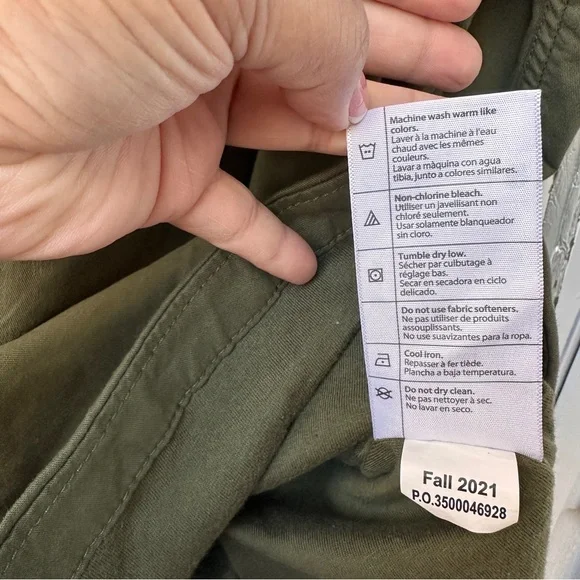 Machine wash warm like
colors.
Laver à la machine à l'eau
chaud avec les mêmes
couleurs.
Lavar a màquina con agua
tibia, junto a colores similares.
Non-chlorine bleach.
Utiliser un javeliisant non
chloré seulement.
Usar solamente blanqueador
sin cloro.
Tumble dry low.
Sécher par culbutage à
réglage bas.
Secar en secadora en ciclo
delicado.
Do not use fabric softeners.
Ne pas utiliser de produits
assouplissants.
No use suavizantes para la ropa.
Cool iron.
Repasser à fer tiède.
Plancha a baja temperatura.
Do not dry clean.
Ne pas nettoyer à sec.
No lavar en seco.
Fall 2021
P.O.3500046928